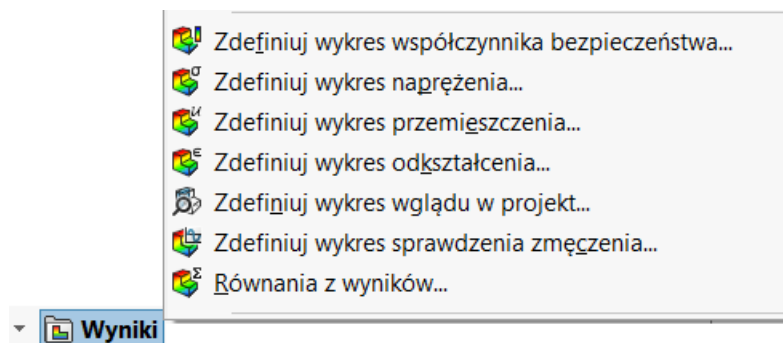 Zdefiniuj wykres współczynnika bezpieczeństwa...
σ Zdefiniuj wykres naprężenia...
u Zdefiniuj wykres przemieszczenia...
ε Zdefiniuj wykres odkształcenia...
Zdefiniuj wykres wglądu w projekt...
Zdefiniuj wykres sprawdzenia zmęczenia...
Σ Równania z wyników...
Wyniki